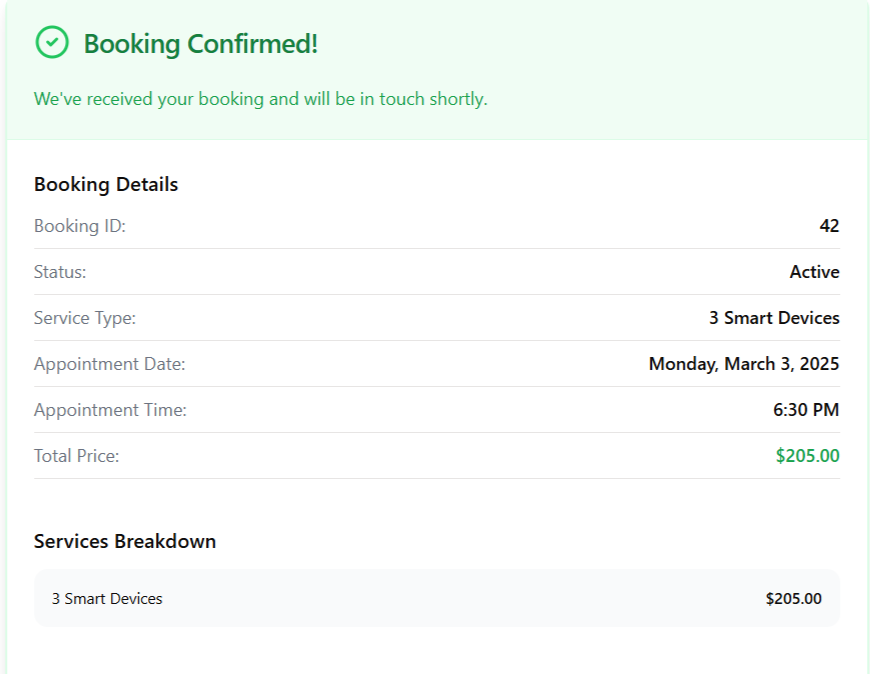 Booking Confirmed!
We've received your booking and will be in touch shortly.
Booking Details
Booking ID: 42
Status: Active
Service Type: 3 Smart Devices
Appointment Date: Monday, March 3, 2025
Appointment Time: 6:30 PM
Total Price: $205.00
Services Breakdown
3 Smart Devices $205.00